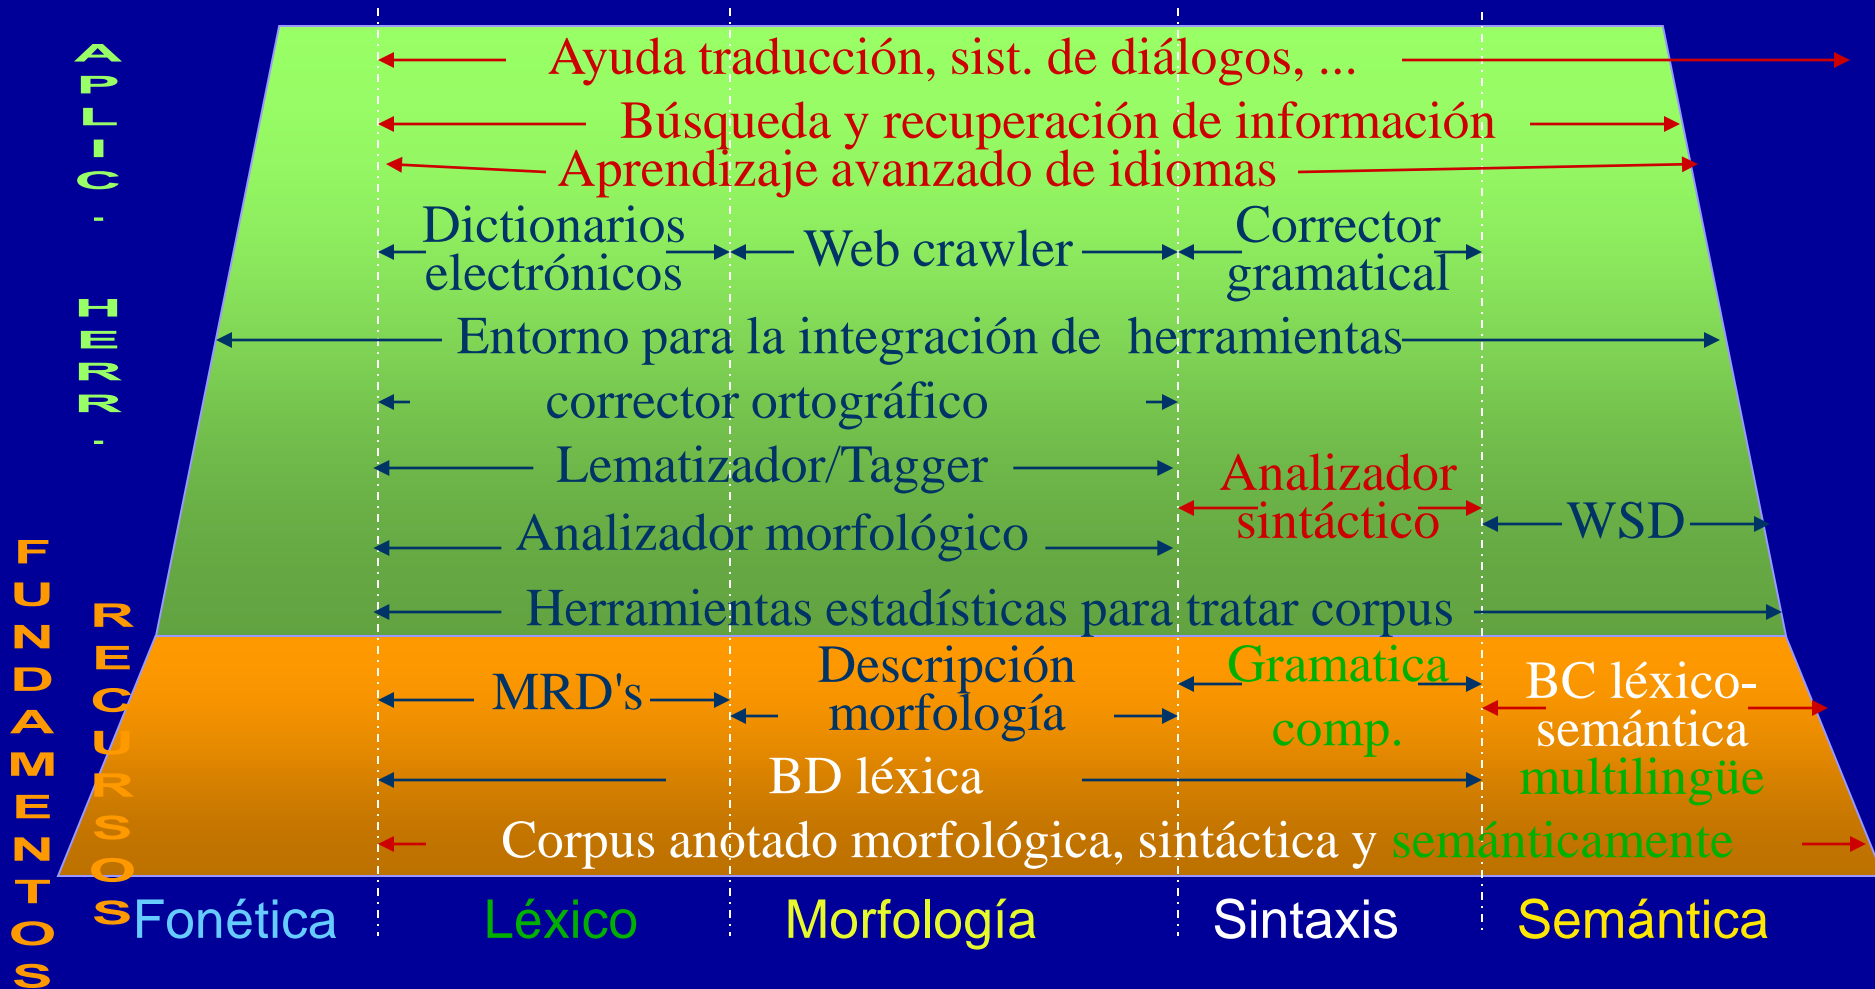 APLIC-
HERR-
FUNDAMENTOS
RECURSOS
Ayuda traducción, sist. de diálogos, ...
Búsqueda y recuperación de información
Aprendizaje avanzado de idiomas
Dictionarios
electrónicos
Web crawler
Corrector
gramatical
Entorno para la integración de herramientas
corrector ortográfico
Lematizador/Tagger
Analizador
sintáctico
WSD
Analizador morfológico
Herramientas estadísticas para tratar corpus
MRD's
Descripción
morfología
Gramatica
comp.
BC léxico-
semántica
multilingüe
BD léxica
Corpus anotado morfológica, sintáctica y semánticamente
Fonética
Léxico
Morfología
Sintaxis
Semántica